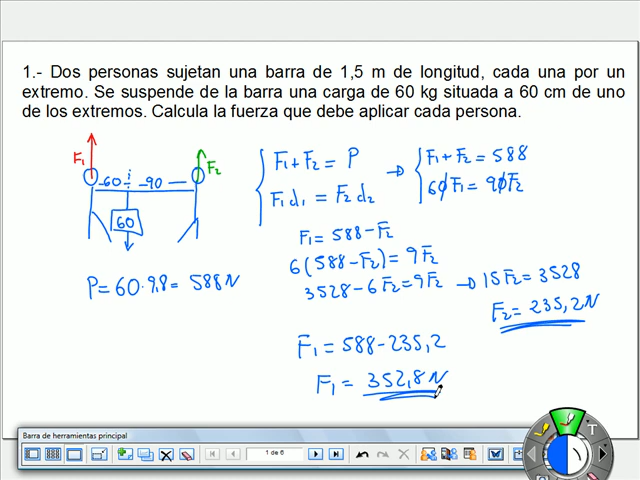 1.- Dos personas sujetan una barra de 1,5 m de longitud, cada una por un
extremo. Se suspende de la barra una carga de 60 kg situada a 60 cm de uno
de los extremos. Calcula la fuerza que debe aplicar cada persona.
F₁
F₂
60
90
60
P = 60·9,8 = 588 N
F₁ + F₂ = P
F₁ d₁ = F₂ d₂
→ F₁ + F₂ = 588
60 F₁ = 90 F₂
F₁ = 588 - F₂
6(588 - F₂) = 9 F₂
3528 - 6 F₂ = 9 F₂ → 15 F₂ = 3528
F₂ = 235,2 N
F₁ = 588 - 235,2
F₁ = 352,8 N
Barra de herramientas principal
1 de 6
T